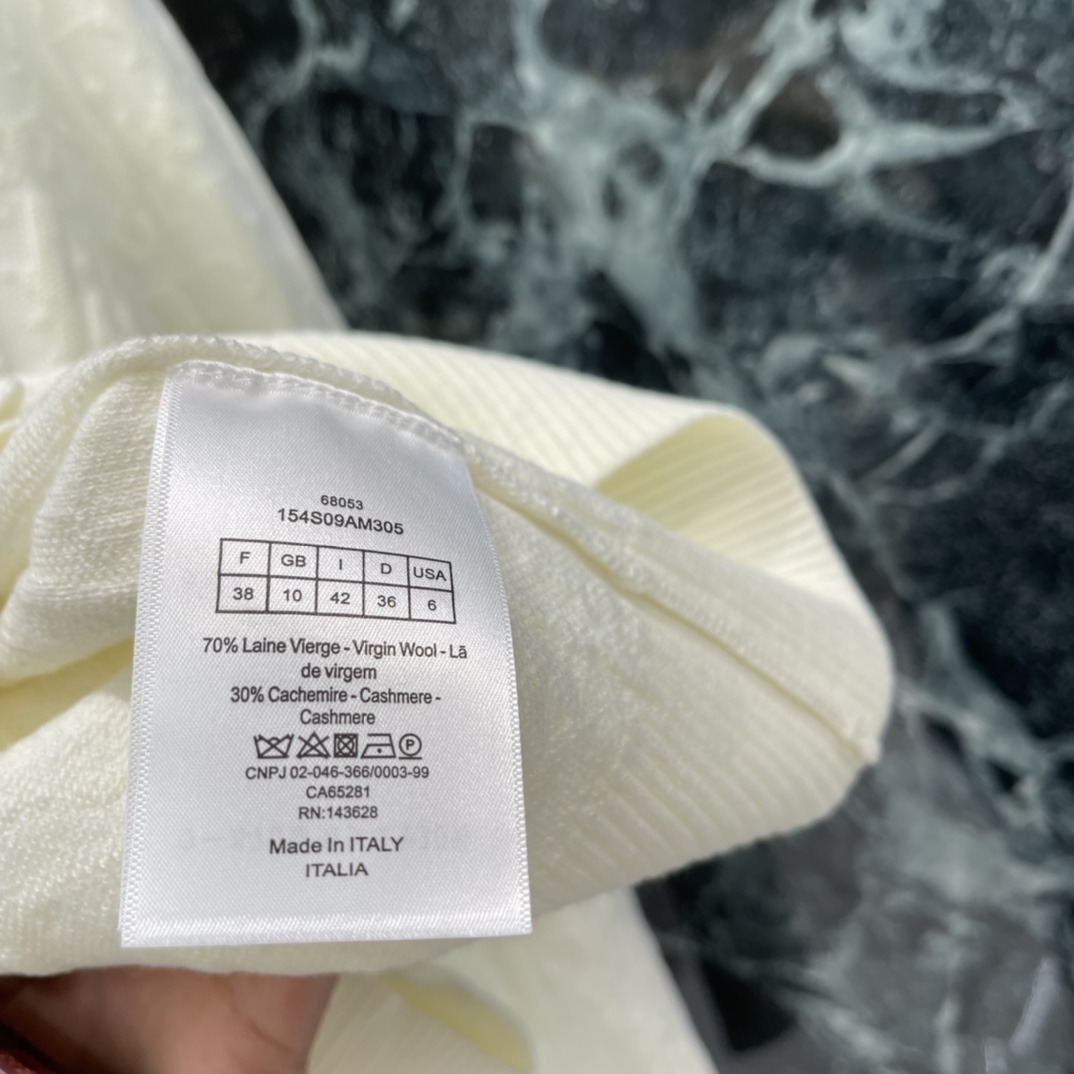 68053
154S09AM305
F GB I D USA
38 10 42 36 6
70% Laine Vierge - Virgin Wool - Lã
de virgem
30% Cachemire - Cashmere -
Cashmere
P
CNPJ 02-046-366/0003-99
CA65281
RN:143628
Made In ITALY
ITALIA